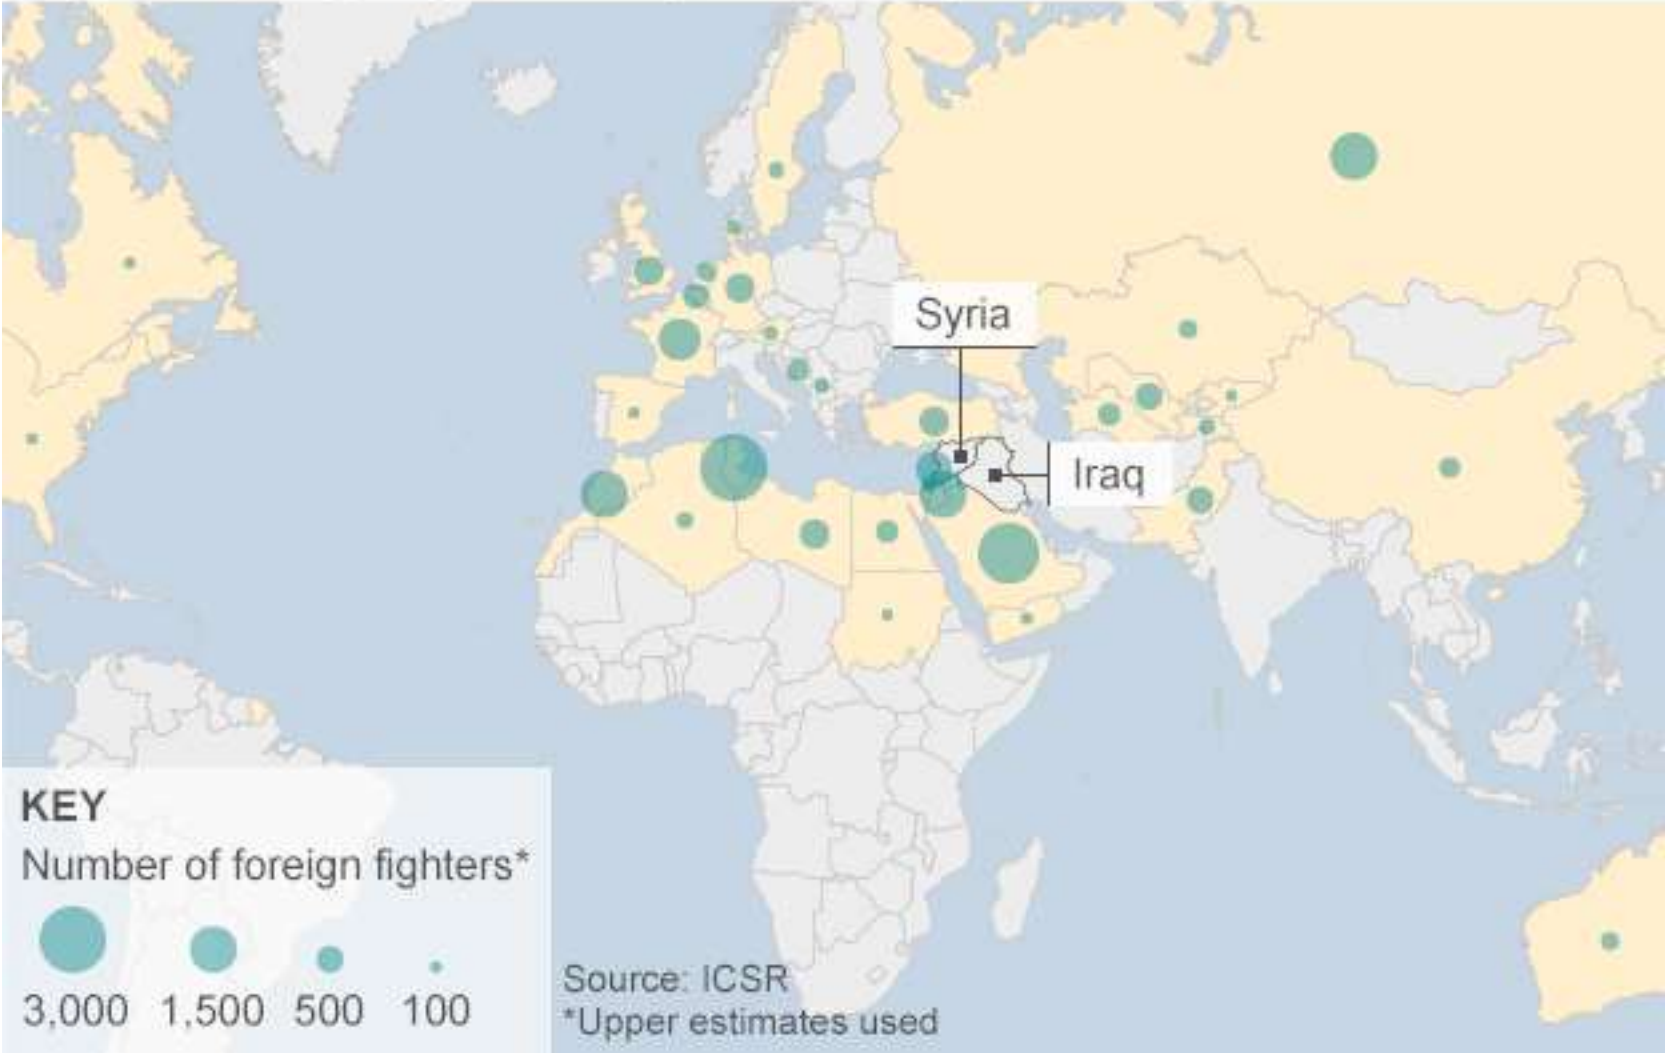 Syria
Iraq
KEY
Number of foreign fighters*
3,000 1,500 500 100
Source: ICSR
*Upper estimates used